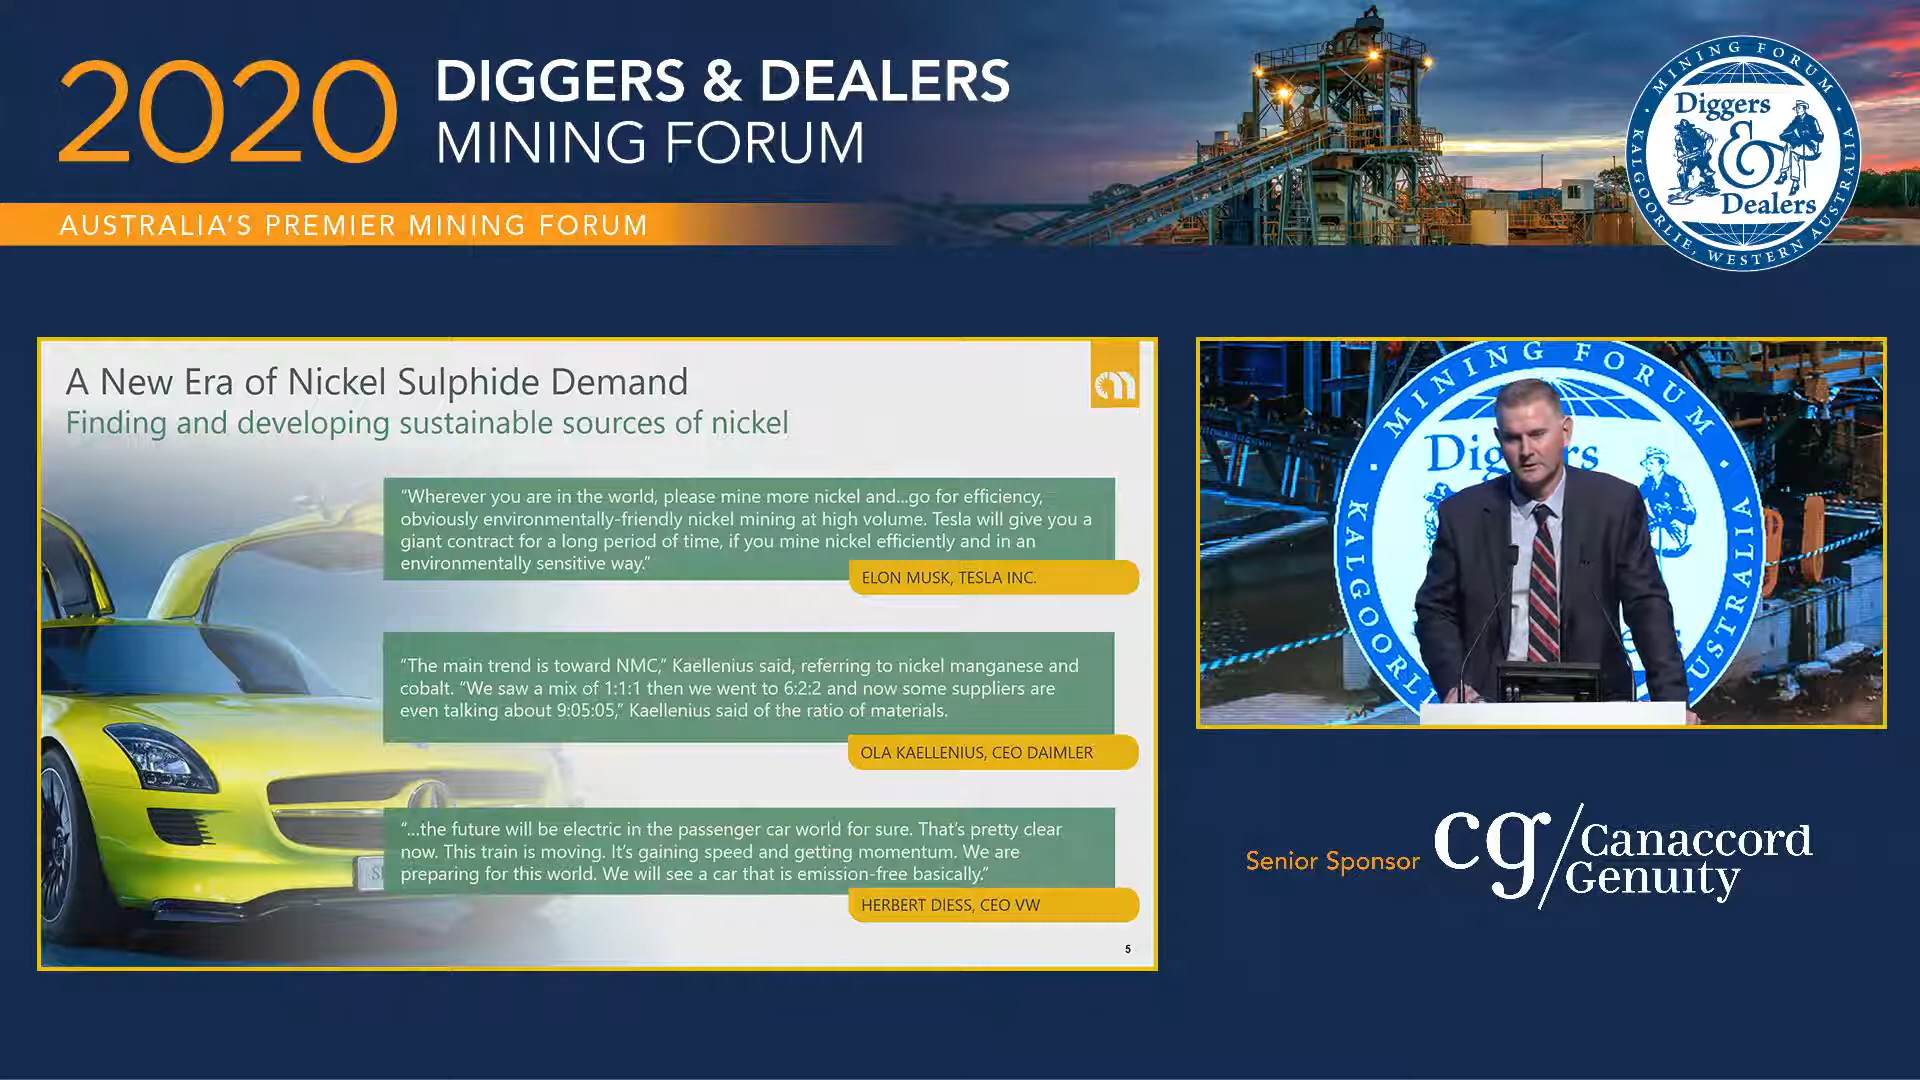 2020
DIGGERS & DEALERS
MINING FORUM
AUSTRALIA'S PREMIER MINING FORUM
· MINING FORUM ·
Diggers
&
Dealers
KALGOORLIE, WESTERN AUSTRALIA
A New Era of Nickel Sulphide Demand
Finding and developing sustainable sources of nickel
"Wherever you are in the world, please mine more nickel and...go for efficiency,
obviously environmentally-friendly nickel mining at high volume. Tesla will give you a
giant contract for a long period of time, if you mine nickel efficiently and in an
environmentally sensitive way."
ELON MUSK, TESLA INC.
"The main trend is toward NMC," Kaellenius said, referring to nickel manganese and
cobalt. "We saw a mix of 1:1:1 then we went to 6:2:2 and now some suppliers are
even talking about 9:05:05," Kaellenius said of the ratio of materials.
OLA KAELLENIUS, CEO DAIMLER
"...the future will be electric in the passenger car world for sure. That's pretty clear
now. This train is moving. It's gaining speed and getting momentum. We are
preparing for this world. We will see a car that is emission-free basically."
HERBERT DIESS, CEO VW
5
· MINING FORUM ·
Dig rs
KALGOORL
USTRALIA
Senior Sponsor
cg/Canaccord
Genuity